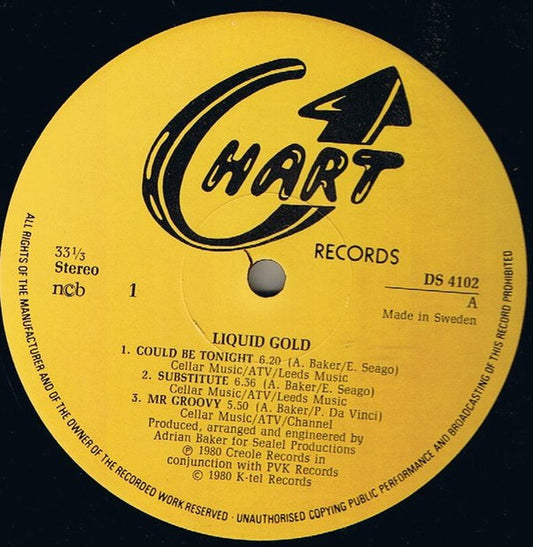 CHART
RECORDS
33 1/3
Stereo
ncb
1
DS 4102
A
Made in Sweden
LIQUID GOLD
1. COULD BE TONIGHT 6.20 (A. Baker/E. Seago)
Cellar Music/ATV/Leeds Music
2. SUBSTITUTE 6.36 (A. Baker/E. Seago)
Cellar Music/ATV/Leeds Music
3. MR GROOVY 5.50 (A. Baker/P. Da Vinci)
Cellar Music/ATV/Channel
Produced, arranged and engineered by
Adrian Baker for Sealel Productions
Ⓟ 1980 Creole Records in
conjunction with PVK Records
© 1980 K-tel Records
ALL RIGHTS OF THE MANUFACTURER AND OF THE OWNER OF THE RECORDED WORK RESERVED · UNAUTHORISED COPYING PUBLIC PERFORMANCE AND BROADCASTING OF THIS RECORD PROHIBITED